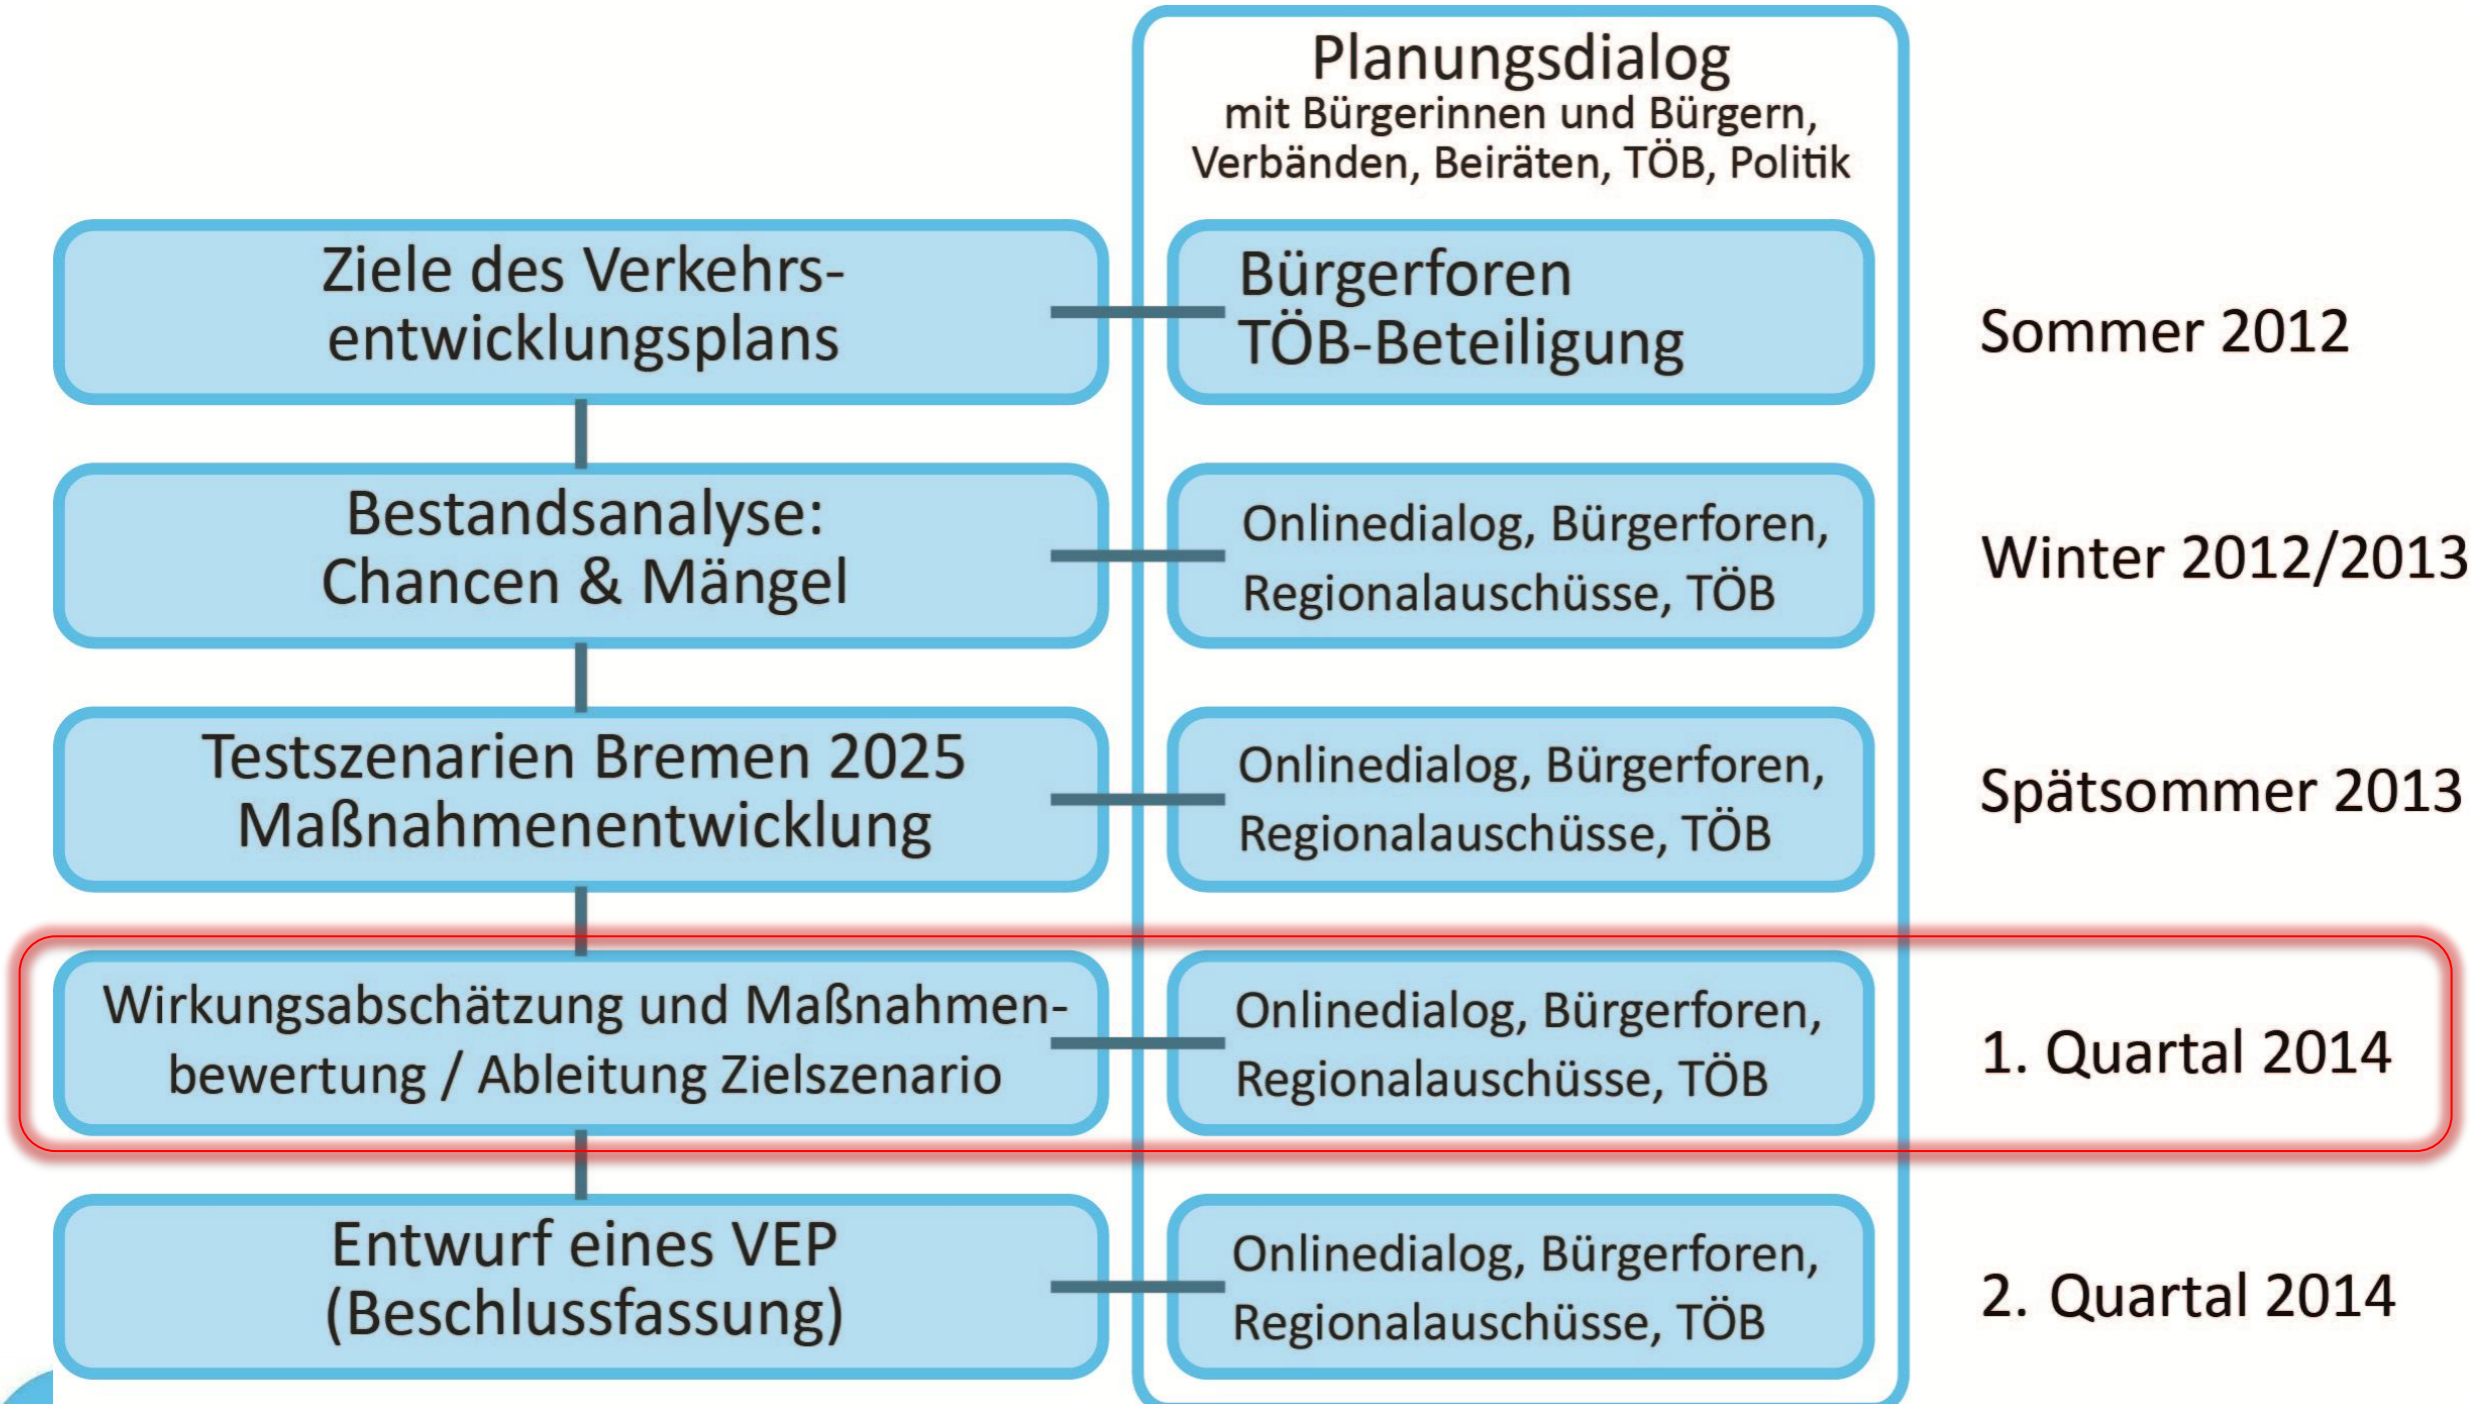 Planungsdialog
mit Bürgerinnen und Bürgern,
Verbänden, Beiräten, TÖB, Politik
Ziele des Verkehrs-
entwicklungsplans
Bürgerforen
TÖB-Beteiligung
Sommer 2012
Bestandsanalyse:
Chancen & Mängel
Onlinedialog, Bürgerforen,
Regionalauschüsse, TÖB
Winter 2012/2013
Testszenarien Bremen 2025
Maßnahmenentwicklung
Onlinedialog, Bürgerforen,
Regionalauschüsse, TÖB
Spätsommer 2013
Wirkungsabschätzung und Maßnahmen-
bewertung / Ableitung Zielszenario
Onlinedialog, Bürgerforen,
Regionalauschüsse, TÖB
1. Quartal 2014
Entwurf eines VEP
(Beschlussfassung)
Onlinedialog, Bürgerforen,
Regionalauschüsse, TÖB
2. Quartal 2014